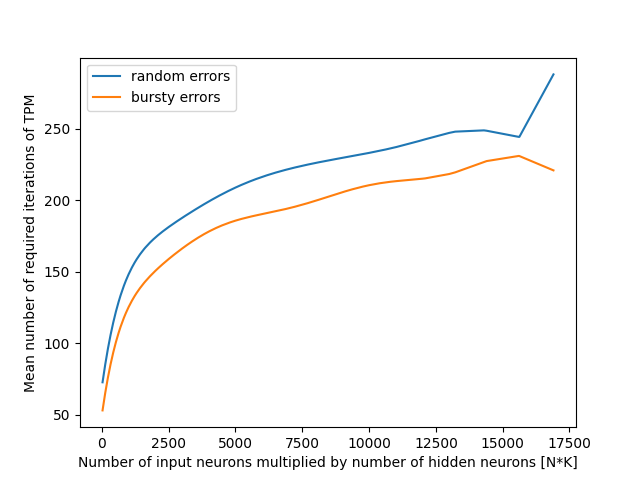 random errors
bursty errors
250
200
150
100
50
Mean number of required iterations of TPM
0 2500 5000 7500 10000 12500 15000 17500
Number of input neurons multiplied by number of hidden neurons [N*K]